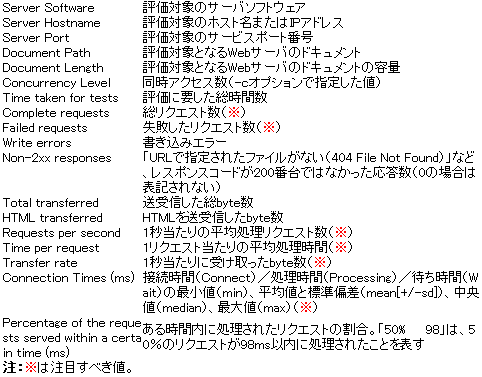 Server Software 評価対象のサーバソフトウェア
Server Hostname 評価対象のホスト名またはIPアドレス
Server Port 評価対象のサービスポート番号
Document Path 評価対象となるWebサーバのドキュメント
Document Length 評価対象となるWebサーバのドキュメントの容量
Concurrency Level 同時アクセス数(-cオプションで指定した値)
Time taken for tests 評価に要した総時間数
Complete requests 総リクエスト数(※)
Failed requests 失敗したリクエスト数(※)
Write errors 書き込みエラー
Non-2xx responses 「URLで指定されたファイルがない(404 File Not Found)」など
、レスポンスコードが200番台ではなかった応答数(0の場合は
表記されない)
Total transferred 送受信した総byte数
HTML transferred HTMLを送受信したbyte数
Requests per second 1秒当たりの平均処理リクエスト数(※)
Time per request 1リクエスト当たりの平均処理時間(※)
Transfer rate 1秒当たりに受け取ったbyte数(※)
Connection Times (ms) 接続時間(Connect)/処理時間(Processing)/待ち時間(W
ait)の最小値(min)、平均値と標準偏差(mean[+/-sd])、中央
値(median)、最大値(max)(※)
Percentage of the reque
sts served within a certa
in time (ms)
ある時間内に処理されたリクエストの割合。「50% 98」は、5
0%のリクエストが98ms以内に処理されたことを表す
注:※は注目すべき値。